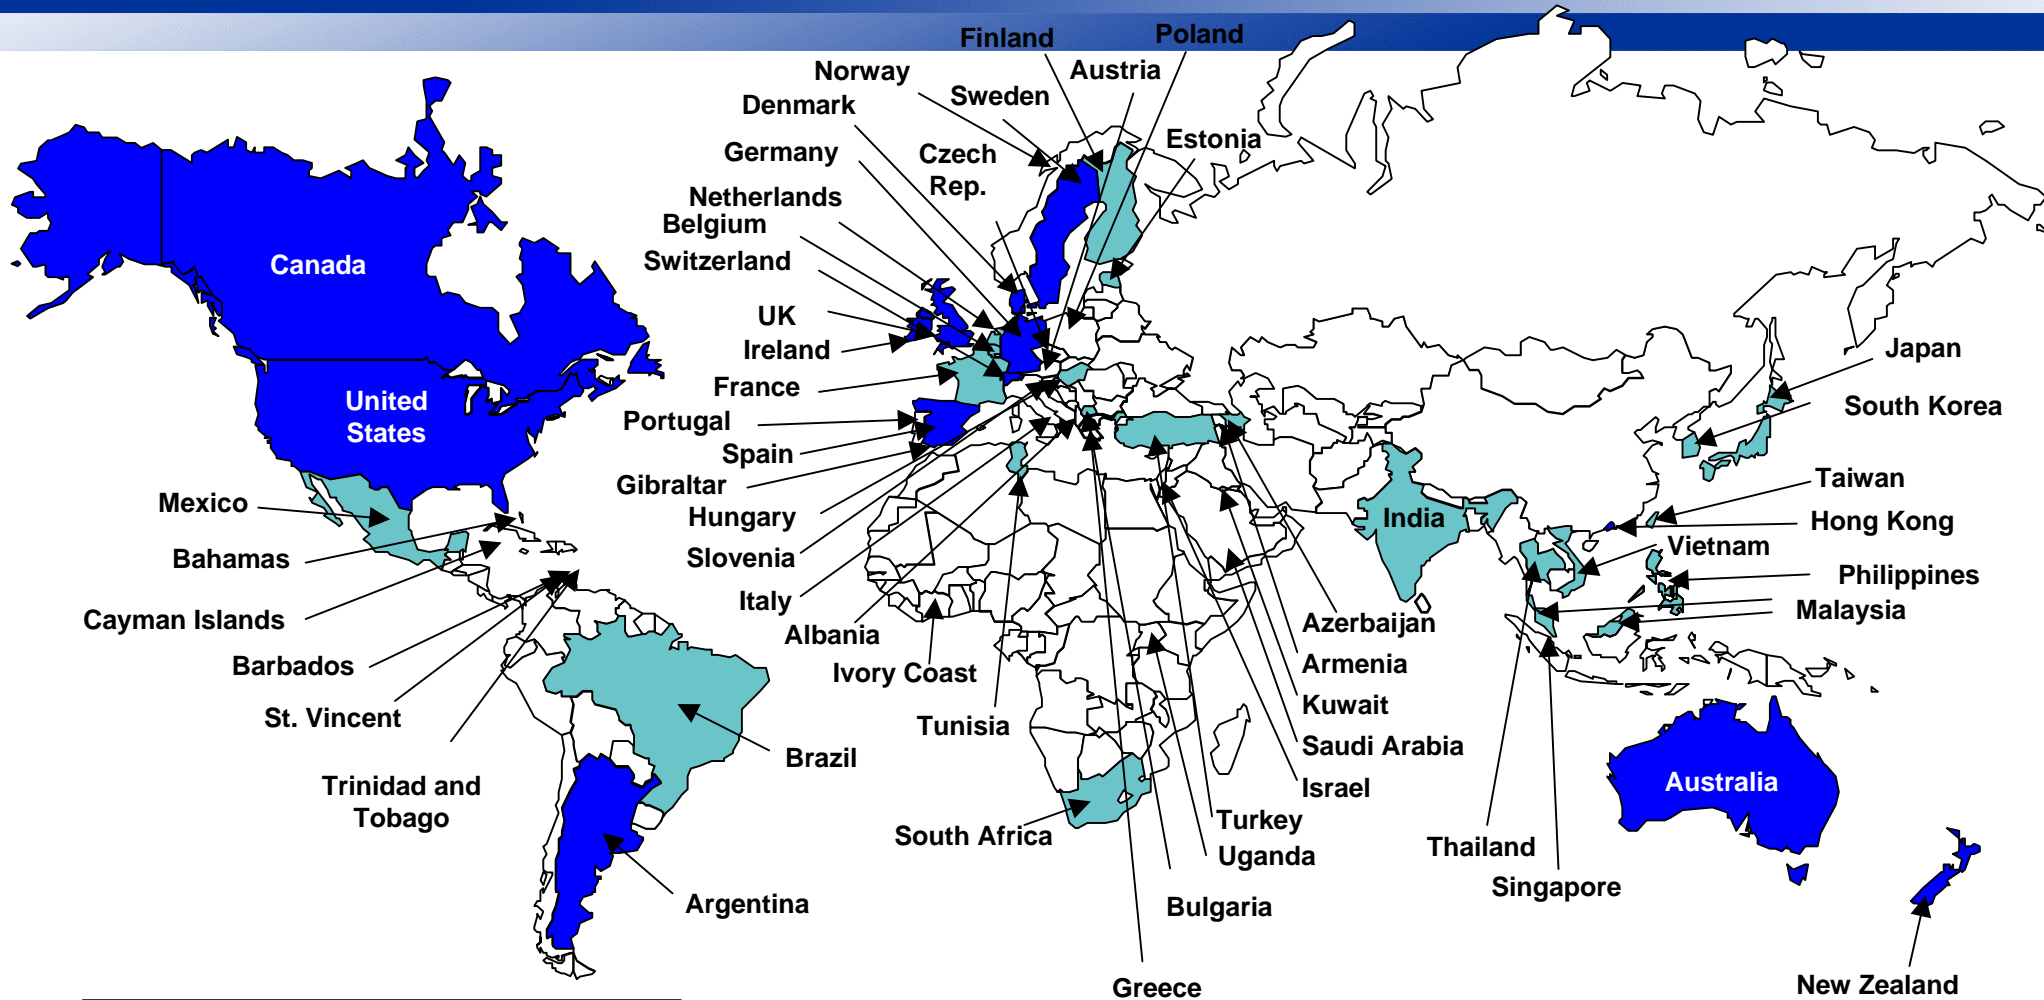 Finland
Poland
Norway
Austria
Denmark
Sweden
Estonia
Germany
Czech
Rep.
Netherlands
Belgium
Switzerland
Canada
UK
Ireland
France
Portugal
Spain
Gibraltar
Hungary
Slovenia
Italy
Albania
Ivory Coast
Tunisia
United
States
Mexico
Bahamas
Cayman Islands
Barbados
St. Vincent
Trinidad and
Tobago
Brazil
Argentina
South Africa
Japan
South Korea
Taiwan
Hong Kong
India
Vietnam
Philippines
Malaysia
Azerbaijan
Armenia
Kuwait
Saudi Arabia
Israel
Turkey
Uganda
Bulgaria
Greece
Thailand
Singapore
Australia
New Zealand